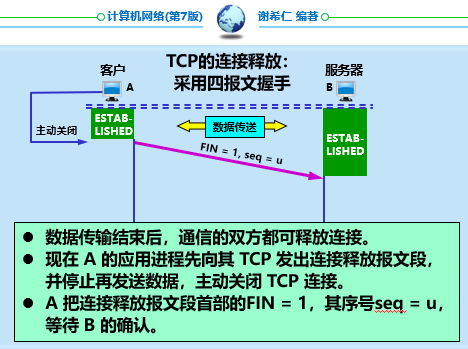 计算机网络(第7版)
谢希仁 编著
TCP的连接释放：
采用四报文握手
客户
服务器
A
B
ESTAB-
LISHED
主动关闭
数据传送
ESTAB-
LISHED
FIN = 1, seq = u
● 数据传输结束后，通信的双方都可释放连接。
● 现在 A 的应用进程先向其 TCP 发出连接释放报文段，
并停止再发送数据，主动关闭 TCP 连接。
● A 把连接释放报文段首部的FIN = 1，其序号seq = u，
等待 B 的确认。